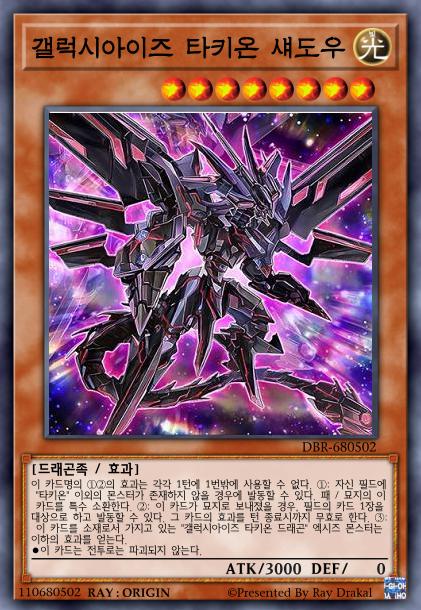 갤럭시아이즈 타키온 섀도우
光
DBR-680502
[드래곤족 / 효과]
이 카드명의 ①②의 효과는 각각 1턴에 1번밖에 사용할 수 없다. ①: 자신 필드에
"타키온" 이외의 몬스터가 존재하지 않을 경우에 발동할 수 있다. 패 / 묘지의 이
카드를 특수 소환한다. ②: 이 카드가 묘지로 보내졌을 경우, 필드의 카드 1장을
대상으로 하고 발동할 수 있다. 그 카드의 효과를 턴 종료시까지 무효로 한다. ③:
이 카드를 소재로서 가지고 있는 "갤럭시아이즈 타키온 드래곤" 엑시즈 몬스터는
이하의 효과를 얻는다.
●이 카드는 전투로는 파괴되지 않는다.
ATK/3000 DEF/ 0
110680502 RAY : ORIGIN ©Presented By Ray Drakal